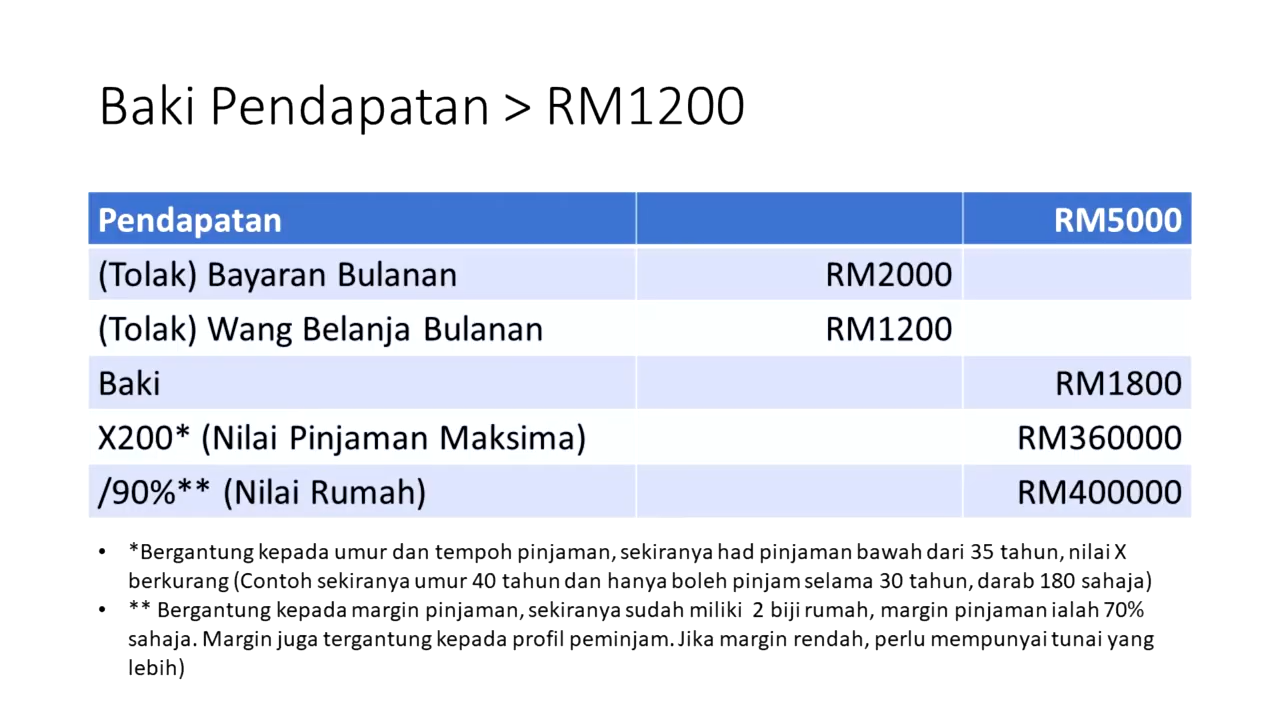 Baki Pendapatan > RM1200
Pendapatan RM5000
(Tolak) Bayaran Bulanan RM2000
(Tolak) Wang Belanja Bulanan RM1200
Baki RM1800
X200* (Nilai Pinjaman Maksima) RM360000
/90%** (Nilai Rumah) RM400000
• *Bergantung kepada umur dan tempoh pinjaman, sekiranya had pinjaman bawah dari 35 tahun, nilai X
berkurang (Contoh sekiranya umur 40 tahun dan hanya boleh pinjam selama 30 tahun, darab 180 sahaja)
• ** Bergantung kepada margin pinjaman, sekiranya sudah miliki 2 biji rumah, margin pinjaman ialah 70%
sahaja. Margin juga tergantung kepada profil peminjam. Jika margin rendah, perlu mempunyai tunai yang
lebih)